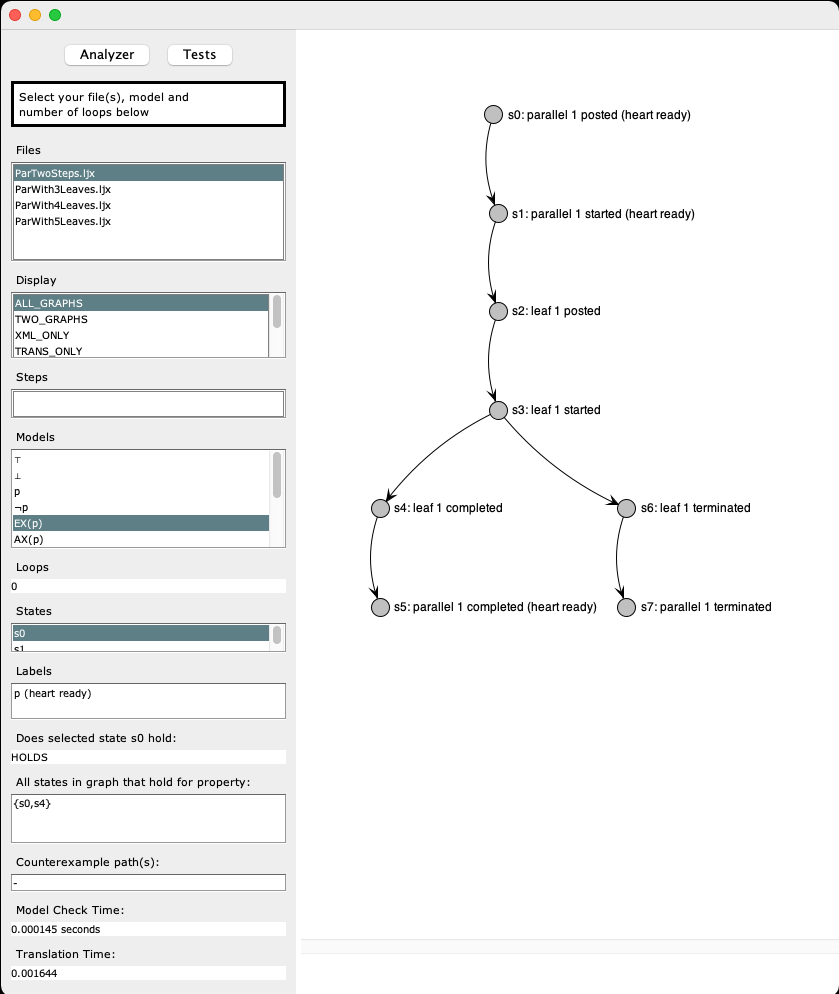 Analyzer
Tests
Select your file(s), model and
number of loops below
Files
ParTwoSteps.ljx
ParWith3Leaves.ljx
ParWith4Leaves.ljx
ParWith5Leaves.ljx
Display
ALL_GRAPHS
TWO_GRAPHS
XML_ONLY
TRANS_ONLY
Steps
Models
⊤
⊥
p
¬p
EX(p)
AX(p)
Loops
0
States
s0
s1
Labels
p (heart ready)
Does selected state s0 hold:
HOLDS
All states in graph that hold for property:
{s0,s4}
Counterexample path(s):
-
Model Check Time:
0.000145 seconds
Translation Time:
0.001644
s0: parallel 1 posted (heart ready)
s1: parallel 1 started (heart ready)
s2: leaf 1 posted
s3: leaf 1 started
s4: leaf 1 completed
s6: leaf 1 terminated
s5: parallel 1 completed (heart ready)
s7: parallel 1 terminated